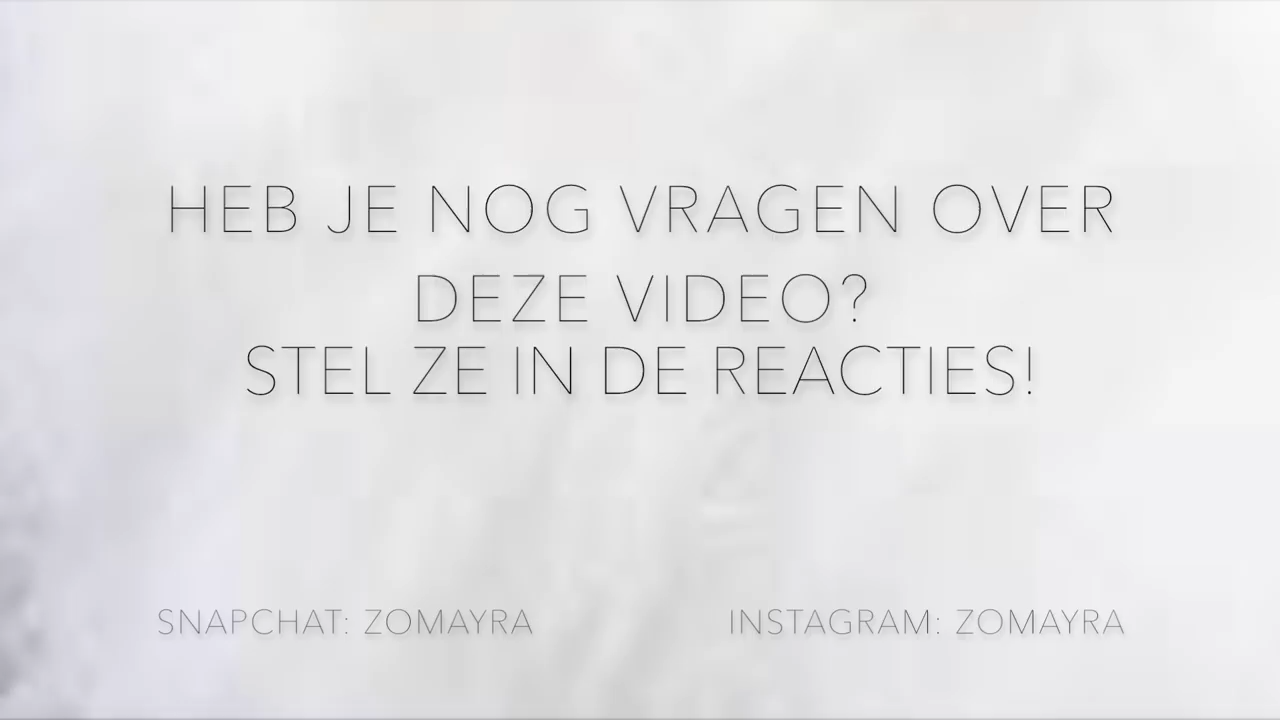 HEB JE NOG VRAGEN OVER
DEZE VIDEO?
STEL ZE IN DE REACTIES!
SNAPCHAT: ZOMAYRA
INSTAGRAM: ZOMAYRA